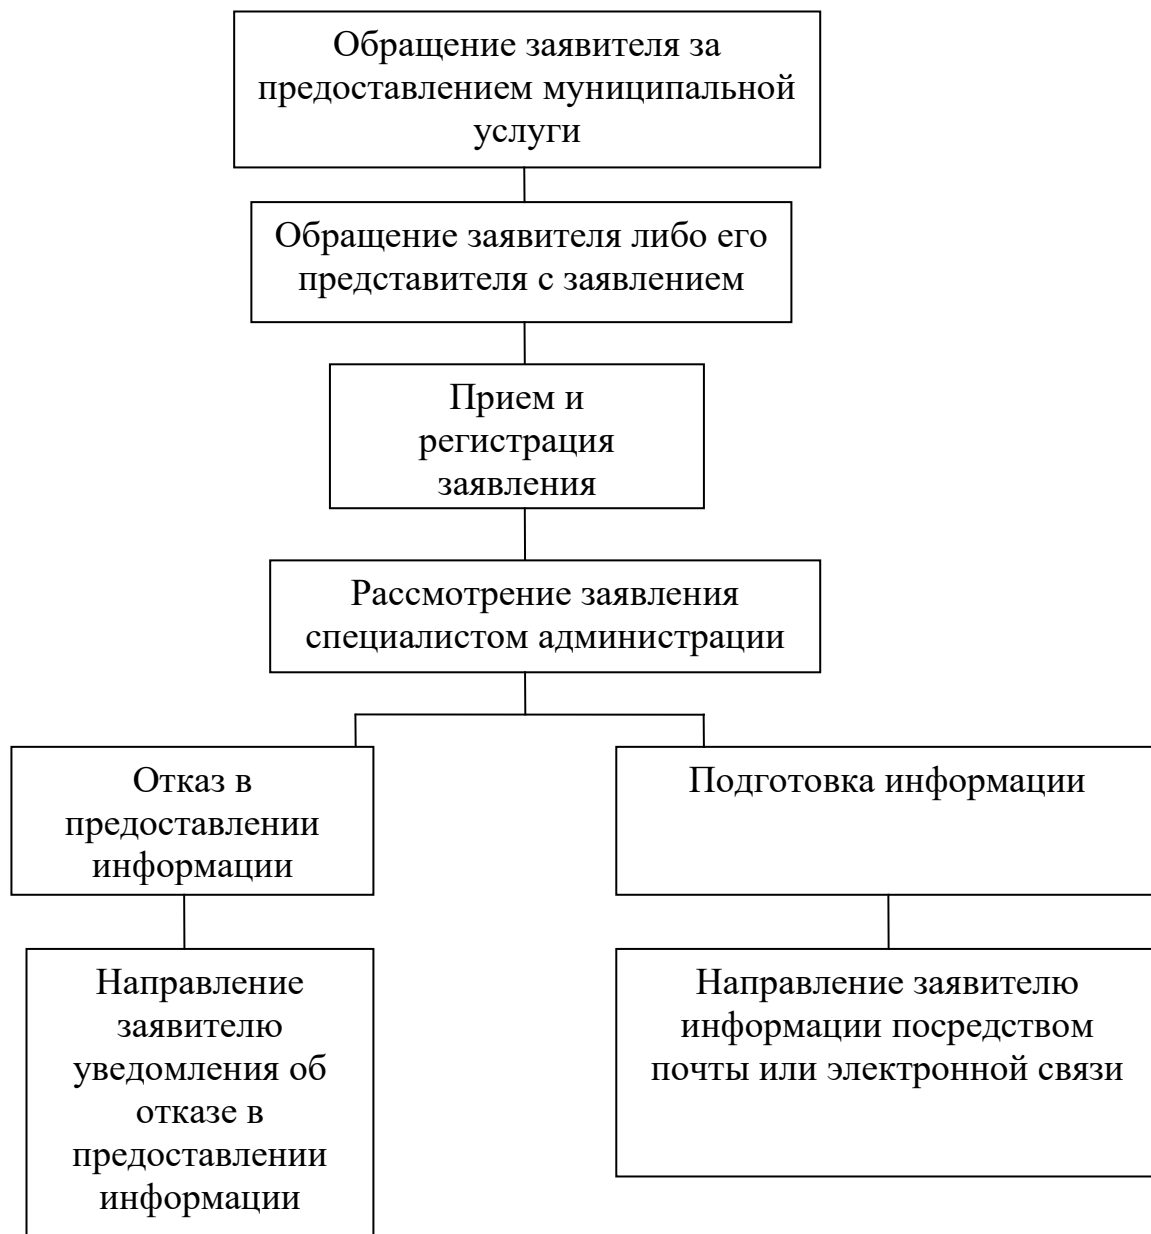 Обращение заявителя за
предоставлением муниципальной
услуги
Обращение заявителя либо его
представителя с заявлением
Прием и
регистрация
заявления
Рассмотрение заявления
специалистом администрации
Отказ в
предоставлении
информации
Подготовка информации
Направление
заявителю
уведомления об
отказе в
предоставлении
информации
Направление заявителю
информации посредством
почты или электронной связи